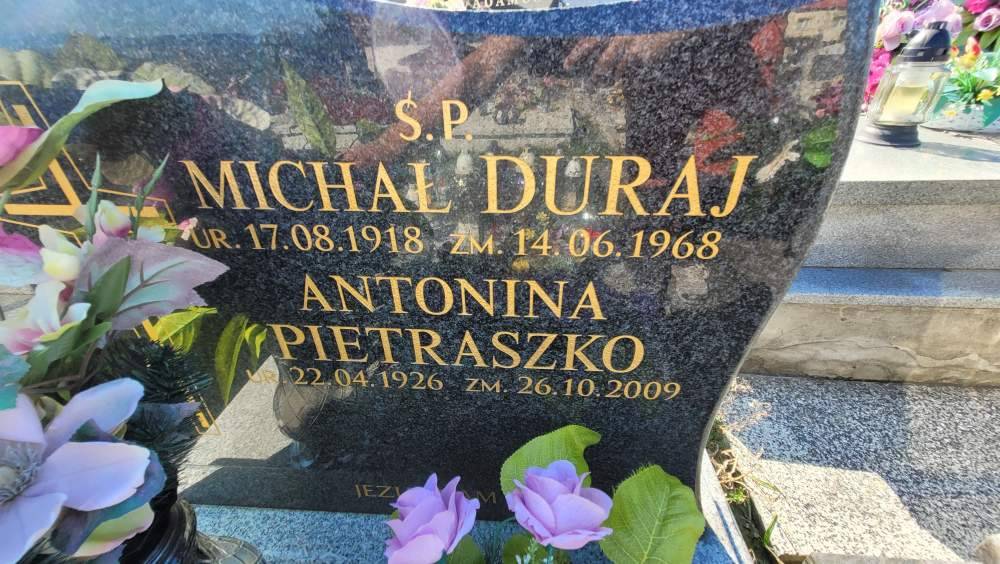 Ś.P.
MICHAŁ DURAJ
UR. 17.08.1918 ZM. 14.06.1968
ANTONINA
PIETRASZKO
UR. 22.04.1926 ZM. 26.10.2009